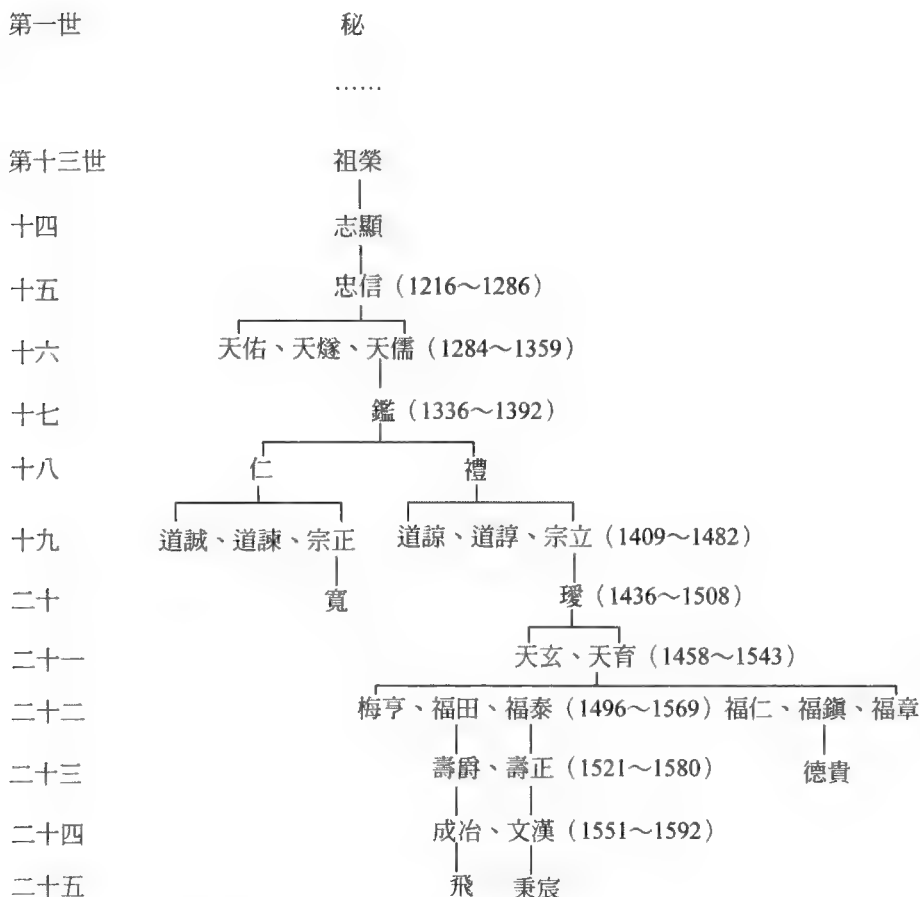 第一世 秘
……
第十三世 祖榮
十四 志顯
十五 忠信（1216～1286）
十六 天佑、天燧、天儒（1284～1359）
十七 鑑（1336～1392）
十八 仁 禮
十九 道誠、道諫、宗正 道諒、道諄、宗立（1409～1482）
二十 寬 璦（1436～1508）
二十一 天玄、天育（1458～1543）
二十二 梅亨、福田、福泰（1496～1569）福仁、福鎭、福章
二十三 壽爵、壽正（1521～1580） 德貴
二十四 成冶、文漢（1551～1592）
二十五 飛 秉宸